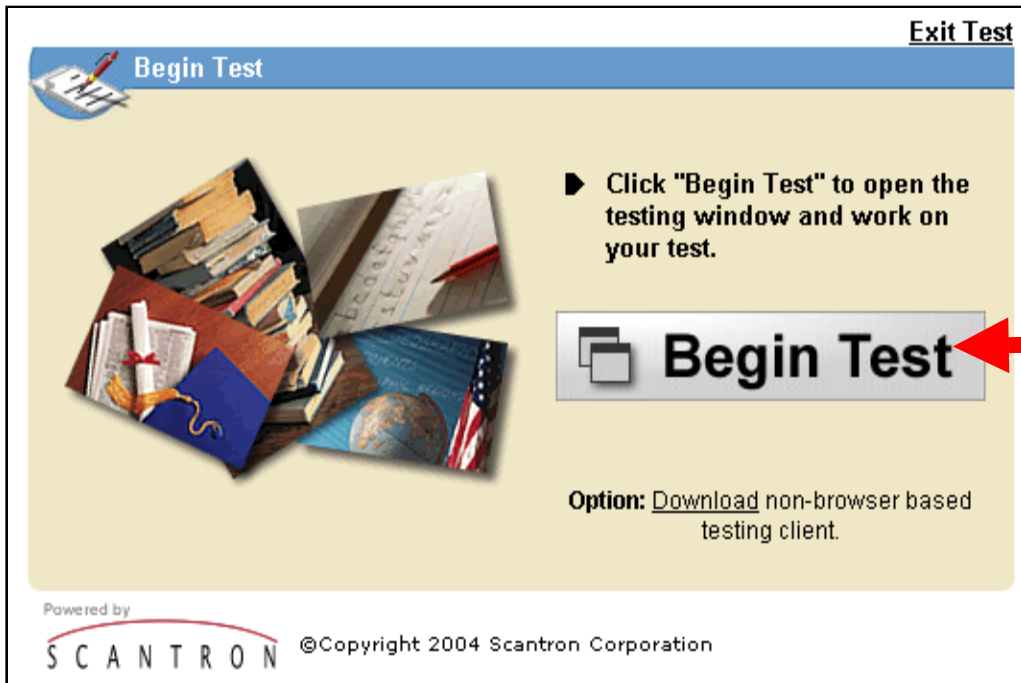 Exit Test
Begin Test
Click "Begin Test" to open the
testing window and work on
your test.
Begin Test
Option: Download non-browser based
testing client.
Powered by
SCANTRON
©Copyright 2004 Scantron Corporation